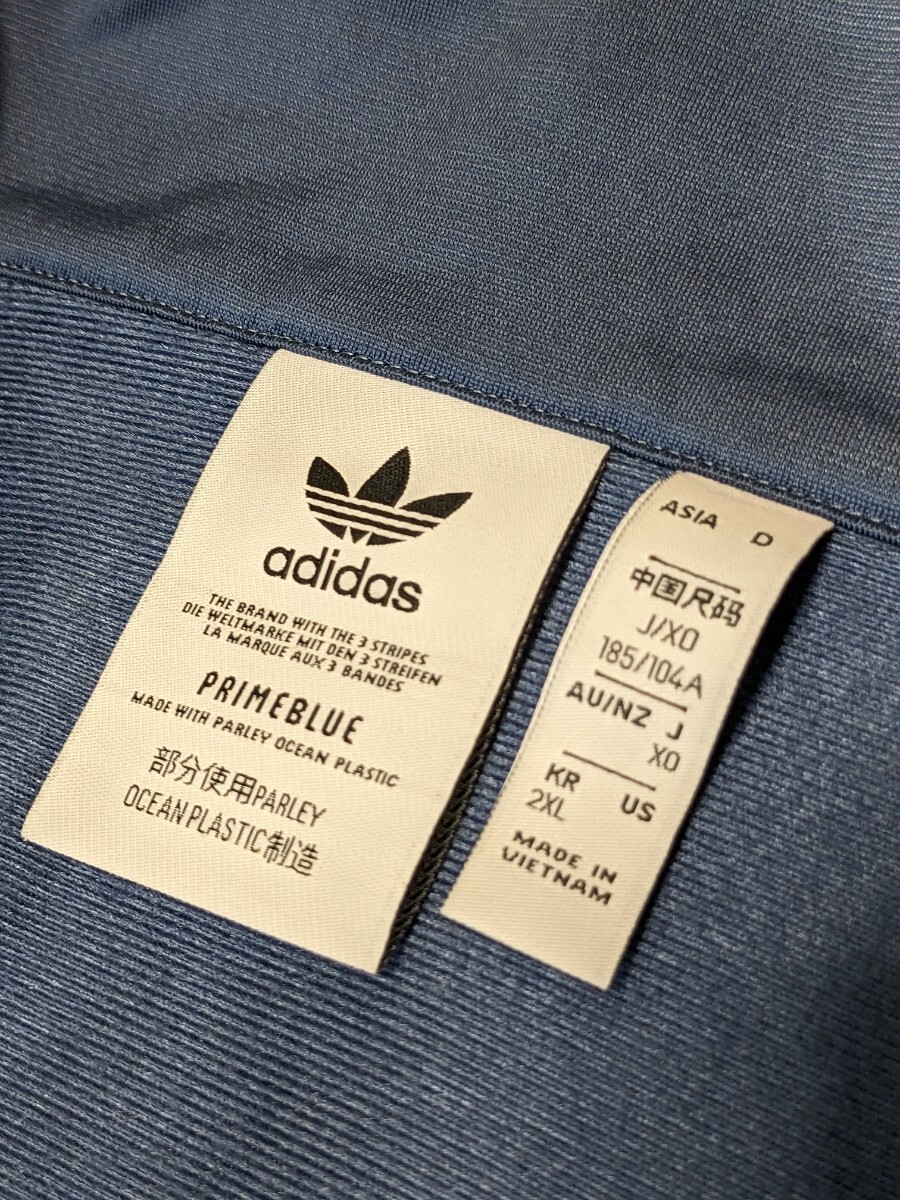 adidas
THE BRAND WITH THE 3 STRIPES
DIE WELTMARKE MIT DEN 3 STREIFEN
LA MARQUE AUX 3 BANDES
PRIMEBLUE
MADE WITH PARLEY OCEAN PLASTIC
部分使用PARLEY
OCEAN PLASTIC制造
ASIA D
中国尺码
J/XO
185/104A
AU/NZ J
XO
KR US
2XL
MADE IN
VIETNAM